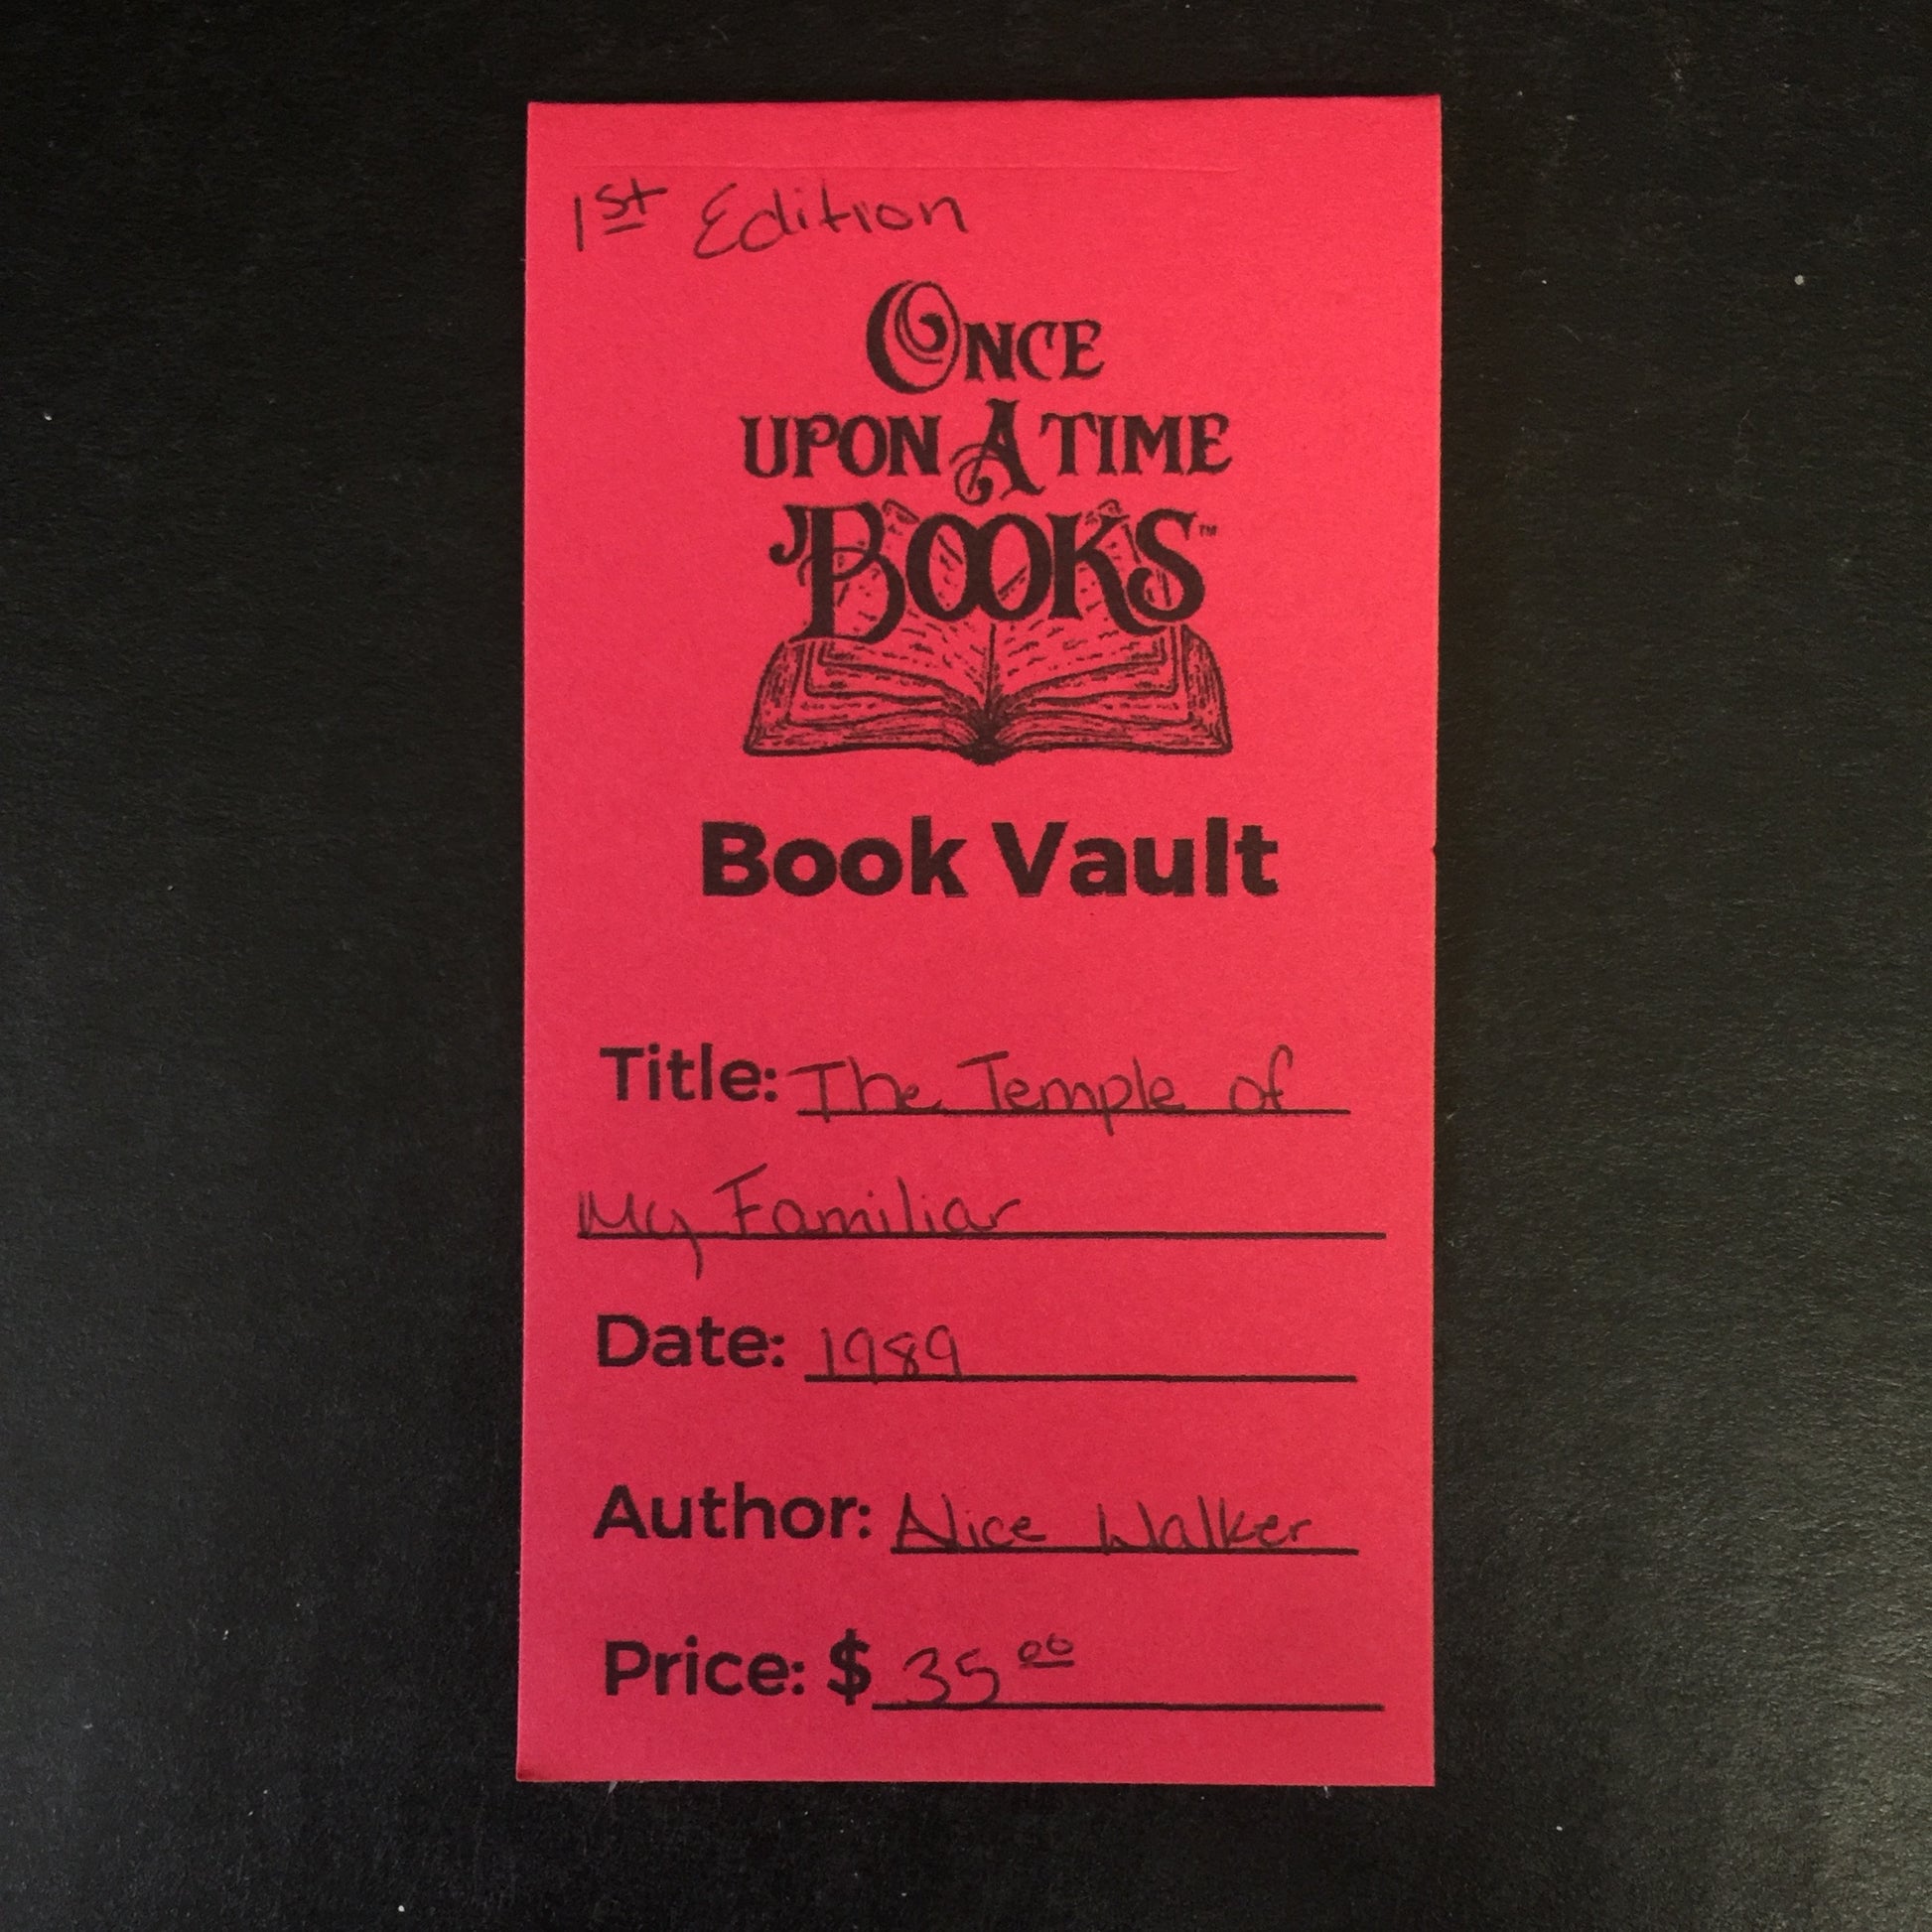 1st Edition
ONCE
UPON A TIME
BOOKS™
Book Vault
Title: The Temple of
My Familiar
Date: 1989
Author: Alice Walker
Price: $ 35 00